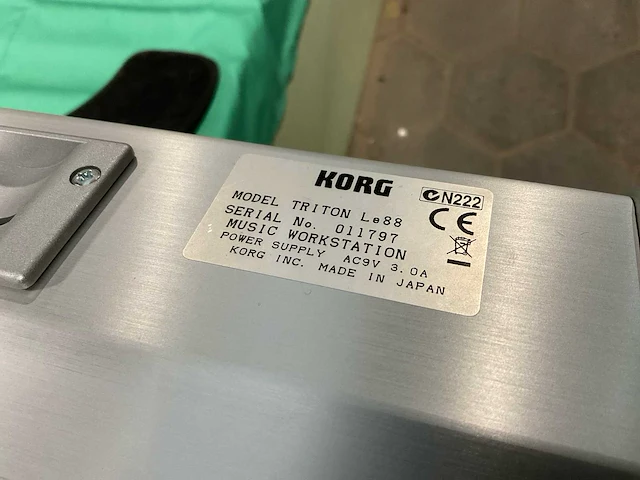 KORG
N222
MODEL TRITON Le88
SERIAL No. 011797
CE
MUSIC WORKSTATION
POWER SUPPLY AC9V 3.0A
KORG INC. MADE IN JAPAN